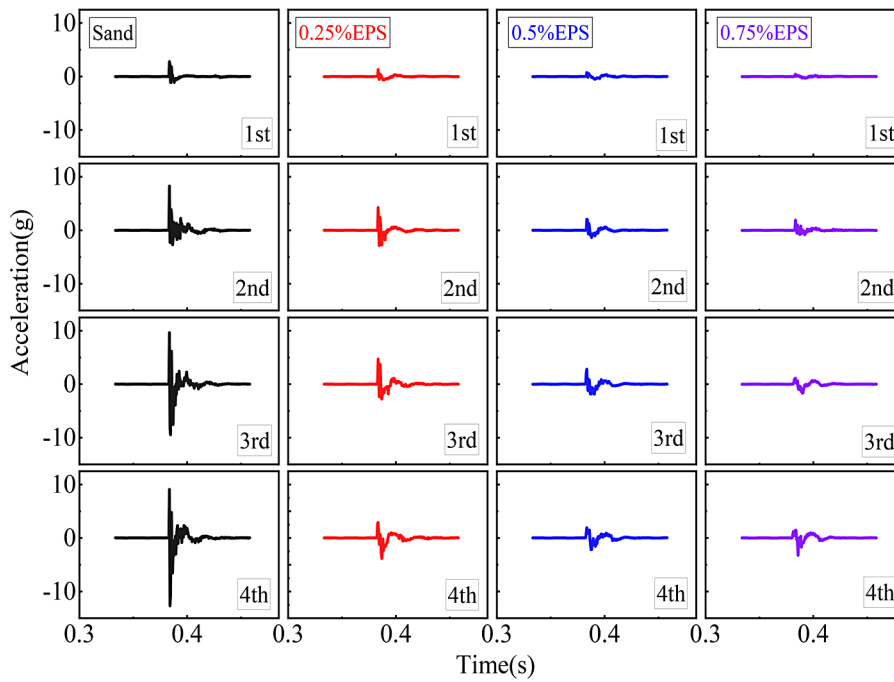 Sand
0.25%EPS
0.5%EPS
0.75%EPS
10
0
-10
1st
1st
1st
1st
10
0
-10
2nd
2nd
2nd
2nd
Acceleration(g)
10
0
-10
3rd
3rd
3rd
3rd
10
0
-10
4th
4th
4th
4th
0.3
0.4
0.3
0.4
0.3
0.4
0.3
0.4
Time(s)